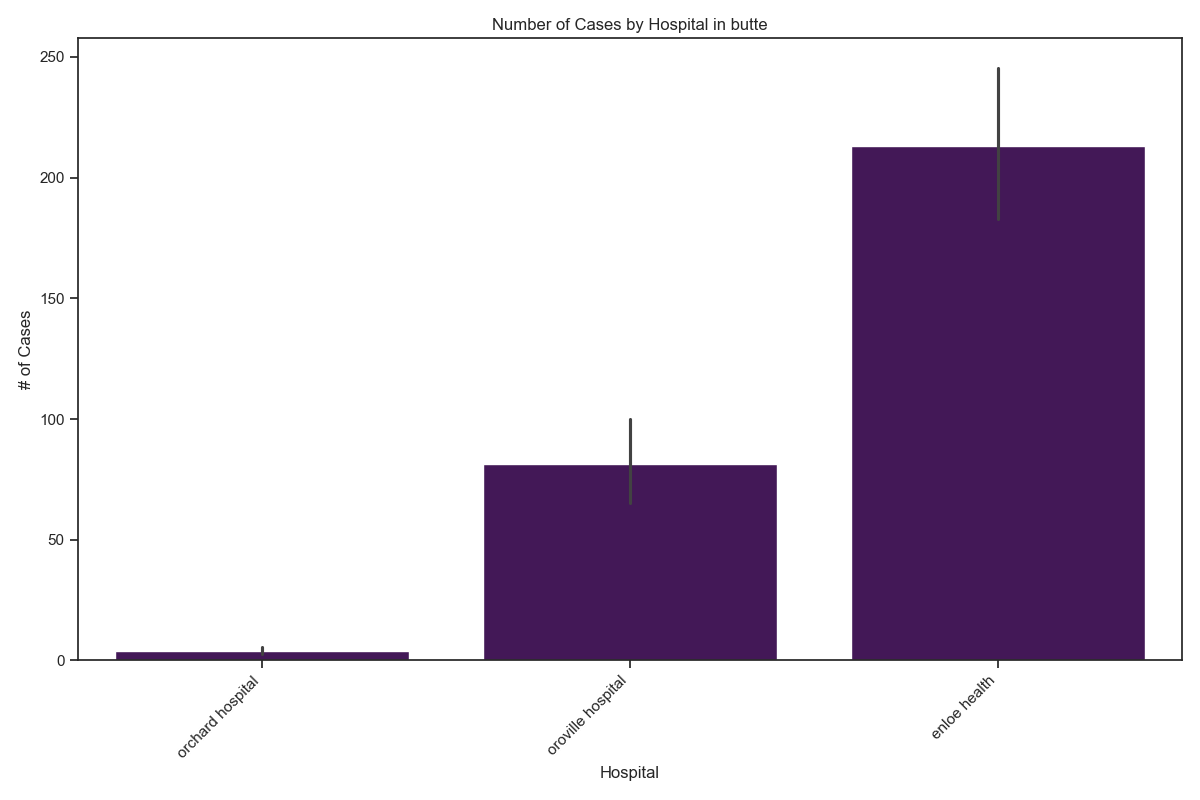 Number of Cases by Hospital in butte
250
200
150
100
50
0
# of Cases
orchard hospital
oroville hospital
enloe health
Hospital